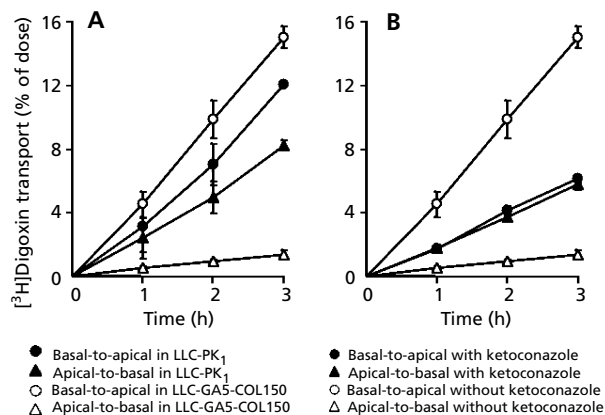 A
B
[³H]Digoxin transport (% of dose)
16
12
8
4
0
0 1 2 3
Time (h)
16
12
8
4
0
0 1 2 3
Time (h)
Basal-to-apical in LLC-PK₁
Apical-to-basal in LLC-PK₁
Basal-to-apical in LLC-GA5-COL150
Apical-to-basal in LLC-GA5-COL150
Basal-to-apical with ketoconazole
Apical-to-basal with ketoconazole
Basal-to-apical without ketoconazole
Apical-to-basal without ketoconazole